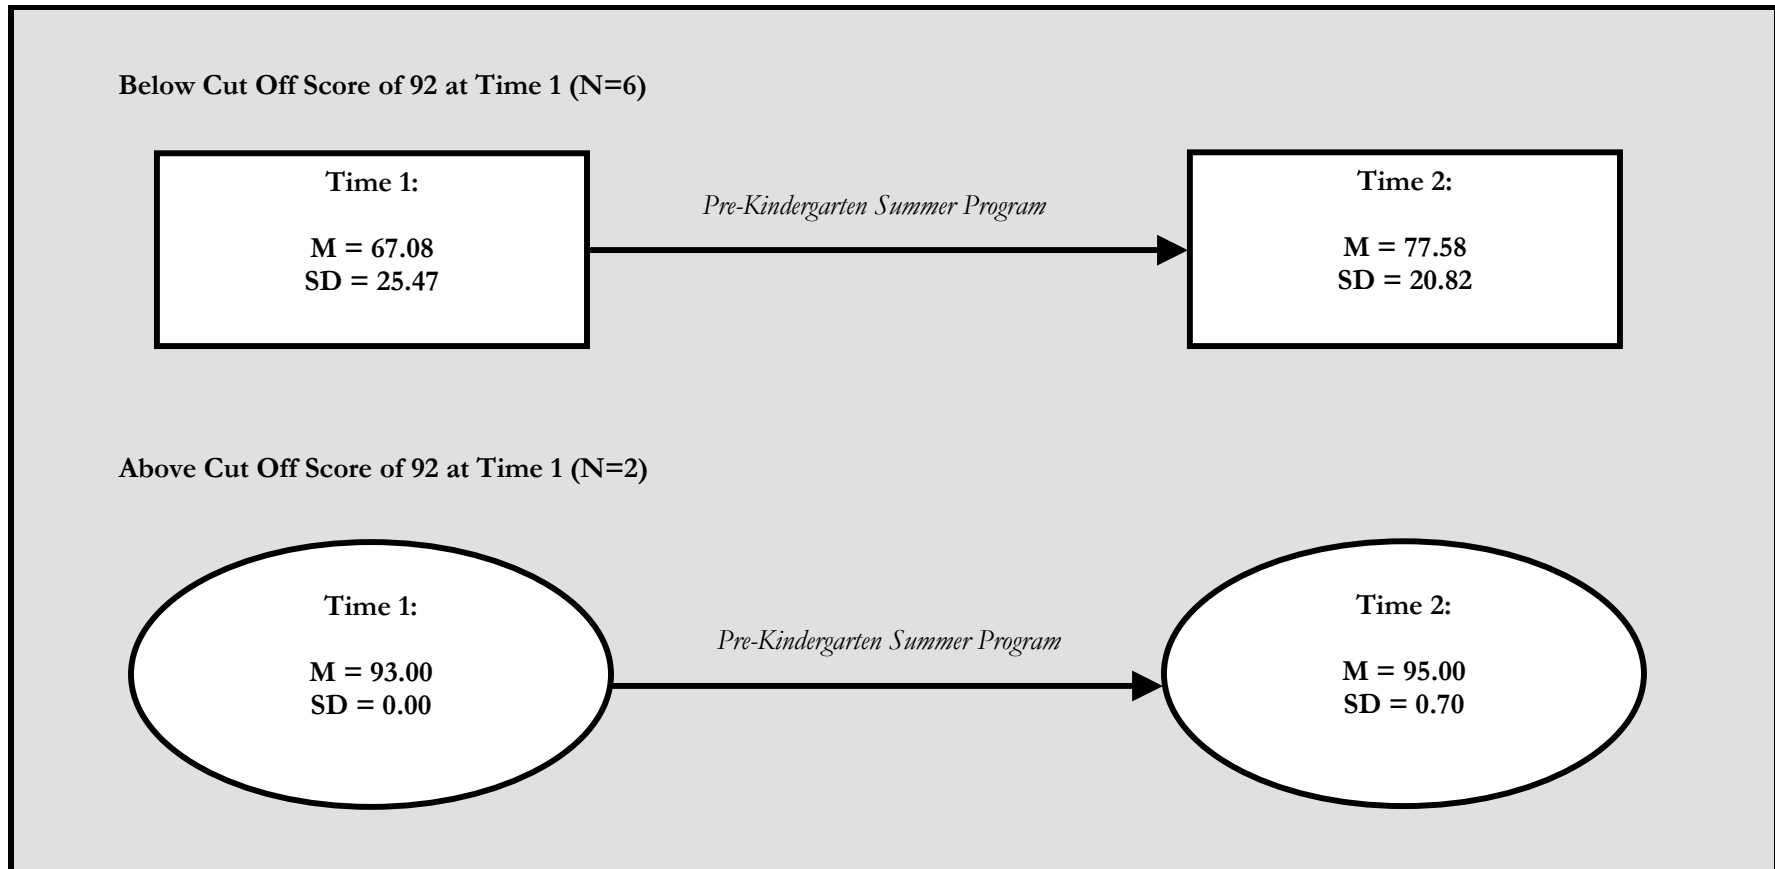 Below Cut Off Score of 92 at Time 1 (N=6)
Time 1:
M = 67.08
SD = 25.47
Pre-Kindergarten Summer Program
Time 2:
M = 77.58
SD = 20.82
Above Cut Off Score of 92 at Time 1 (N=2)
Time 1:
M = 93.00
SD = 0.00
Pre-Kindergarten Summer Program
Time 2:
M = 95.00
SD = 0.70